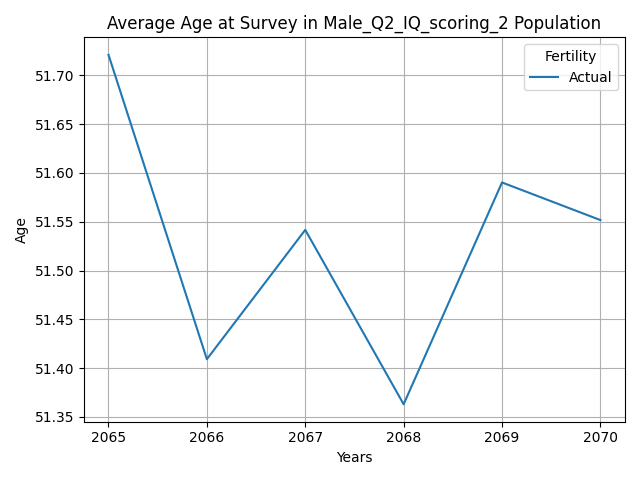 Average Age at Survey in Male_Q2_IQ_scoring_2 Population
Fertility
Actual
51.70
51.65
51.60
51.55
51.50
51.45
51.40
51.35
Age
2065 2066 2067 2068 2069 2070
Years